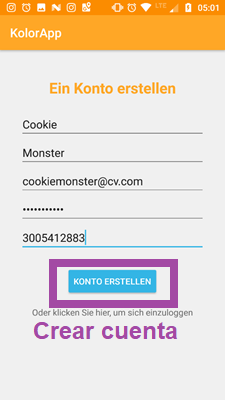 LTE 05:01
KolorApp
Ein Konto erstellen
Cookie
Monster
cookiemonster@cv.com
•••••••••••
3005412883
KONTO ERSTELLEN
Oder klicken Sie hier, um sich einzuloggen
Crear cuenta